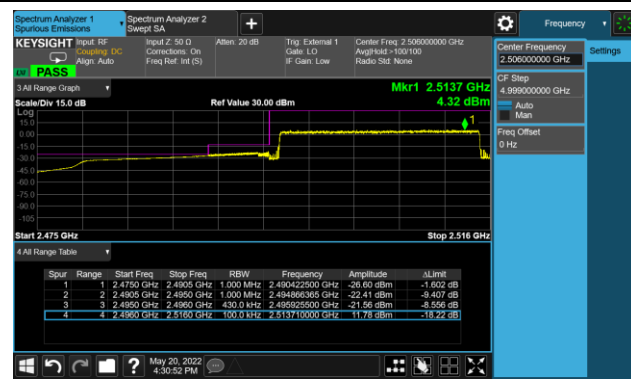 Spectrum Analyzer 1
Spurious Emissions
Spectrum Analyzer 2
Swept SA
Frequency
KEYSIGHT
Input: RF
Coupling: DC
Align: Auto
Input Z: 50 Ω
Corrections: On
Freq Ref: Int (S)
Atten: 20 dB
Trig: External 1
Gate: LO
IF Gain: Low
Center Freq: 2.506000000 GHz
Avg|Hold:>100/100
Radio Std: None
PASS
Center Frequency
2.506000000 GHz
Settings
CF Step
4.999000000 GHz
Auto
Man
Freq Offset
0 Hz
3 All Range Graph
Mkr1 2.5137 GHz
4.32 dBm
Scale/Div 15.0 dB
Ref Value 30.00 dBm
Log
15.0
0.00
-15.0
-30.0
-45.0
-60.0
-75.0
-90.0
-105
1
Start 2.475 GHz
Stop 2.516 GHz
4 All Range Table
Spur Range Start Freq Stop Freq RBW Frequency Amplitude ΔLimit
1 1 2.4750 GHz 2.4905 GHz 1.000 MHz 2.490422500 GHz -26.60 dBm -1.602 dB
2 2 2.4905 GHz 2.4950 GHz 1.000 MHz 2.494866365 GHz -22.41 dBm -9.407 dB
3 3 2.4950 GHz 2.4960 GHz 430.0 kHz 2.495925500 GHz -21.56 dBm -8.556 dB
4 4 2.4960 GHz 2.5160 GHz 100.0 kHz 2.513710000 GHz 11.78 dBm -18.22 dB
May 20, 2022
4:30:52 PM